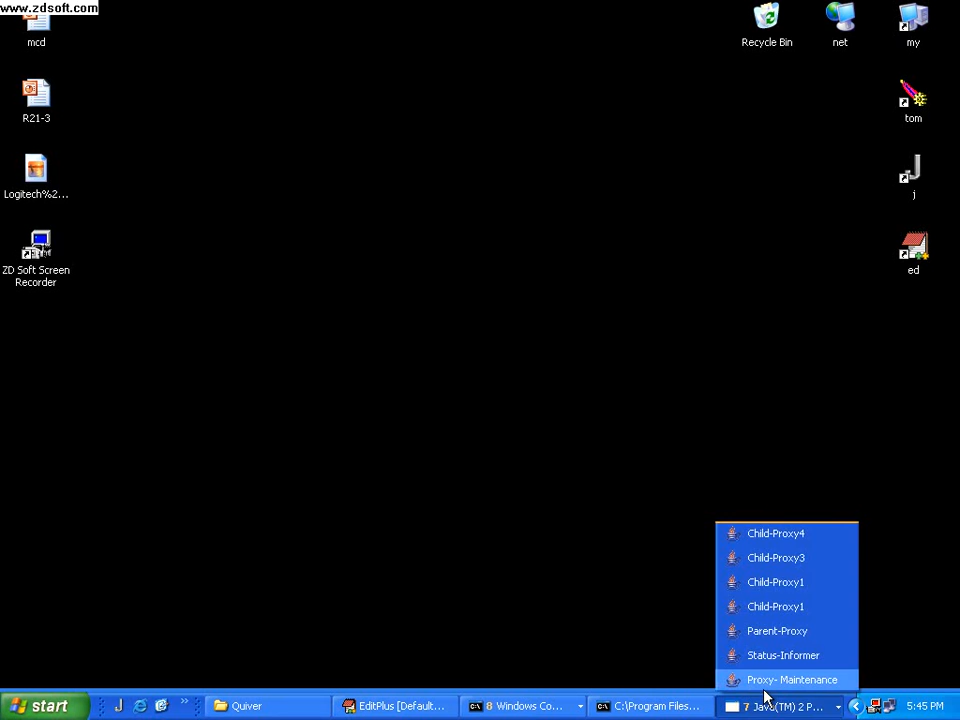 www.zdsoft.com
mcd
Recycle Bin
net
my
R21-3
tom
Logitech%2...
j
ZD Soft Screen
Recorder
ed
Child-Proxy4
Child-Proxy3
Child-Proxy1
Child-Proxy1
Parent-Proxy
Status-Informer
Proxy- Maintenance
start
Quiver
EditPlus [Default...
8 Windows Co...
C:\Program Files...
7 Java(TM) 2 P...
5:45 PM